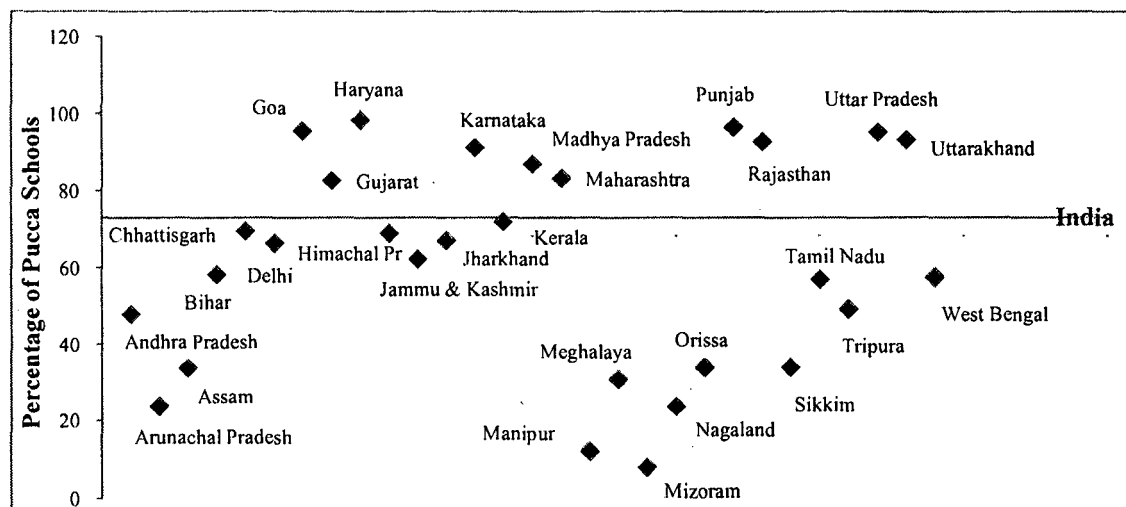 Percentage of Pucca Schools
120
100
80
60
40
20
0
Goa
Haryana
Gujarat
Karnataka
Madhya Pradesh
Maharashtra
Punjab
Rajasthan
Uttar Pradesh
Uttarakhand
India
Chhattisgarh
Bihar
Delhi
Himachal Pr
Jammu & Kashmir
Jharkhand
Kerala
Andhra Pradesh
Assam
Arunachal Pradesh
Manipur
Meghalaya
Mizoram
Nagaland
Orissa
Sikkim
Tamil Nadu
Tripura
West Bengal